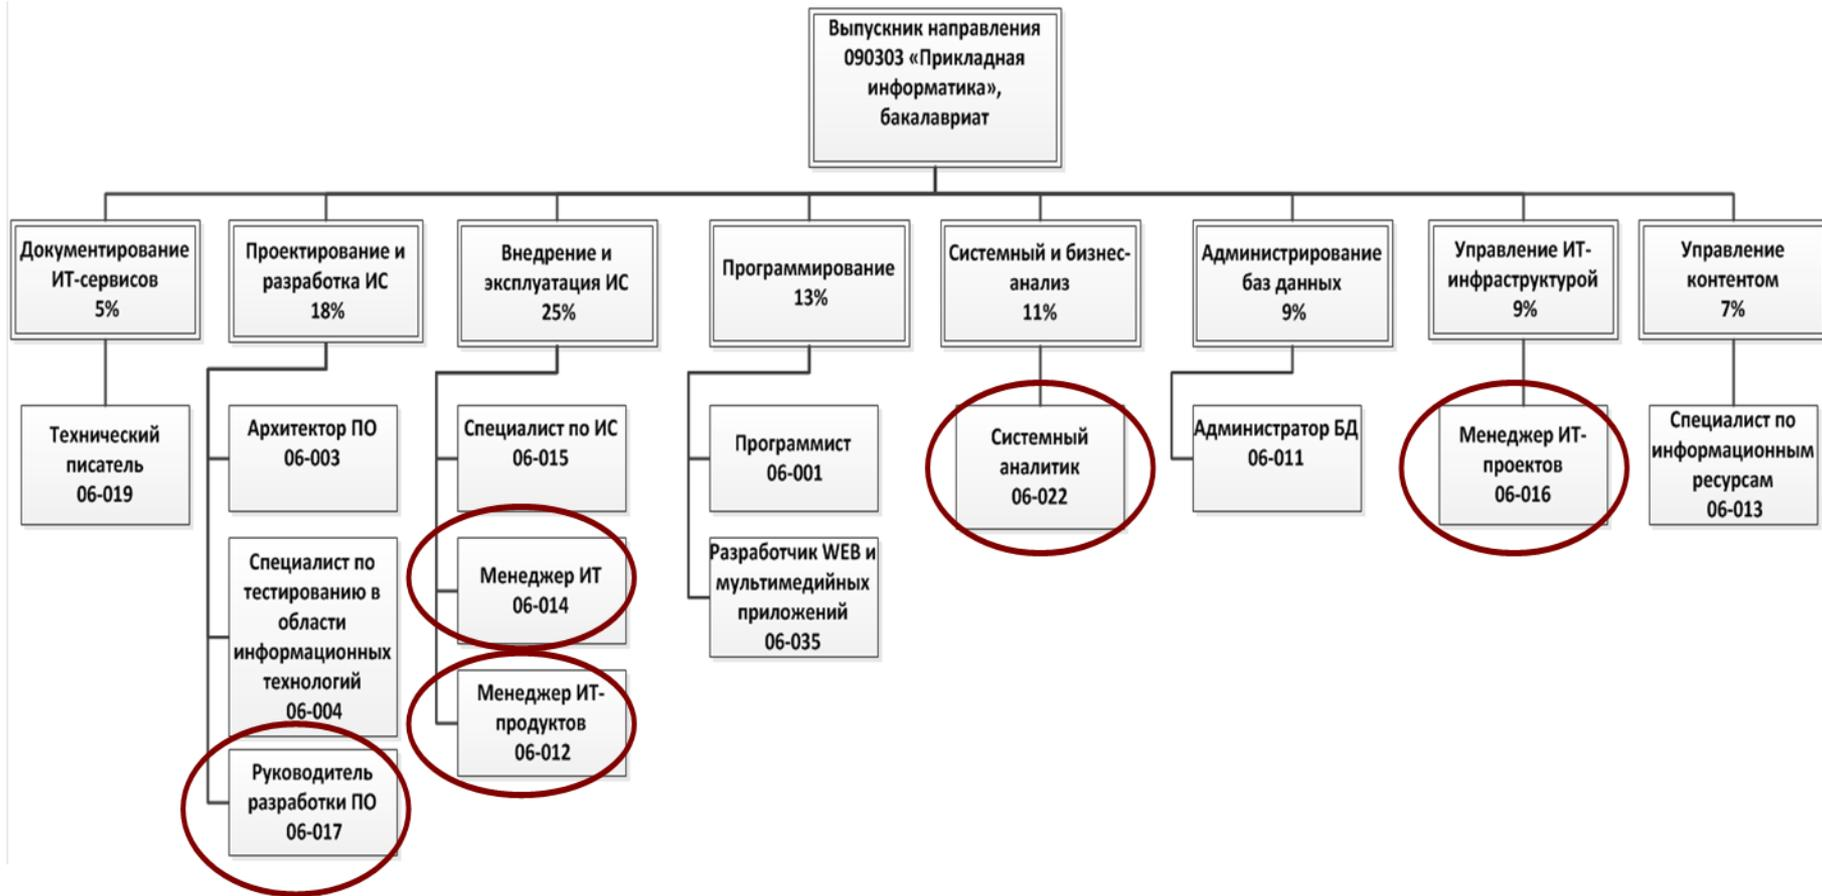 Выпускник направления
090303 «Прикладная
информатика»,
бакалавриат
Документирование
ИТ-сервисов
5%
Проектирование и
разработка ИС
18%
Внедрение и
эксплуатация ИС
25%
Программирование
13%
Системный и бизнес-
анализ
11%
Администрирование
баз данных
9%
Управление ИТ-
инфраструктурой
9%
Управление
контентом
7%
Технический
писатель
06-019
Архитектор ПО
06-003
Специалист по
тестированию в
области
информационных
технологий
06-004
Руководитель
разработки ПО
06-017
Специалист по ИС
06-015
Менеджер ИТ
06-014
Менеджер ИТ-
продуктов
06-012
Программист
06-001
Разработчик WEB и
мультимедийных
приложений
06-035
Системный
аналитик
06-022
Администратор БД
06-011
Менеджер ИТ-
проектов
06-016
Специалист по
информационным
ресурсам
06-013